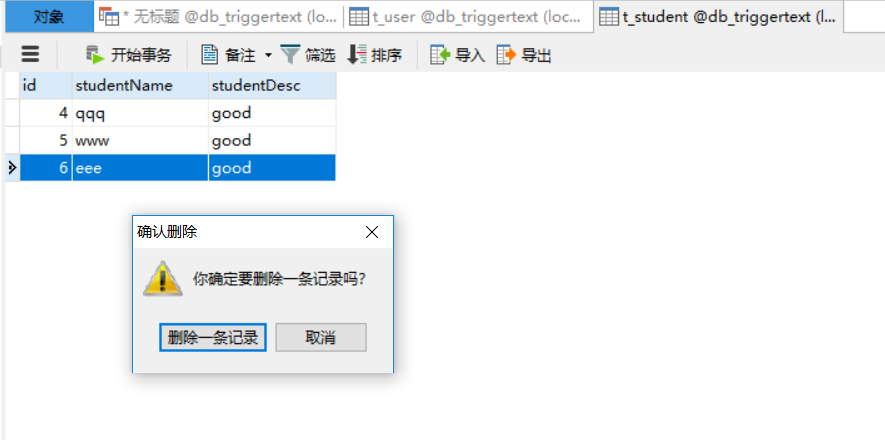 对象 * 无标题 @db_triggertext (lo... t_user @db_triggertext (loc... t_student @db_triggertext (l...
开始事务 备注 筛选 排序 导入 导出
id studentName studentDesc
4 qqq good
5 www good
6 eee good
确认删除
你确定要删除一条记录吗?
删除一条记录 取消